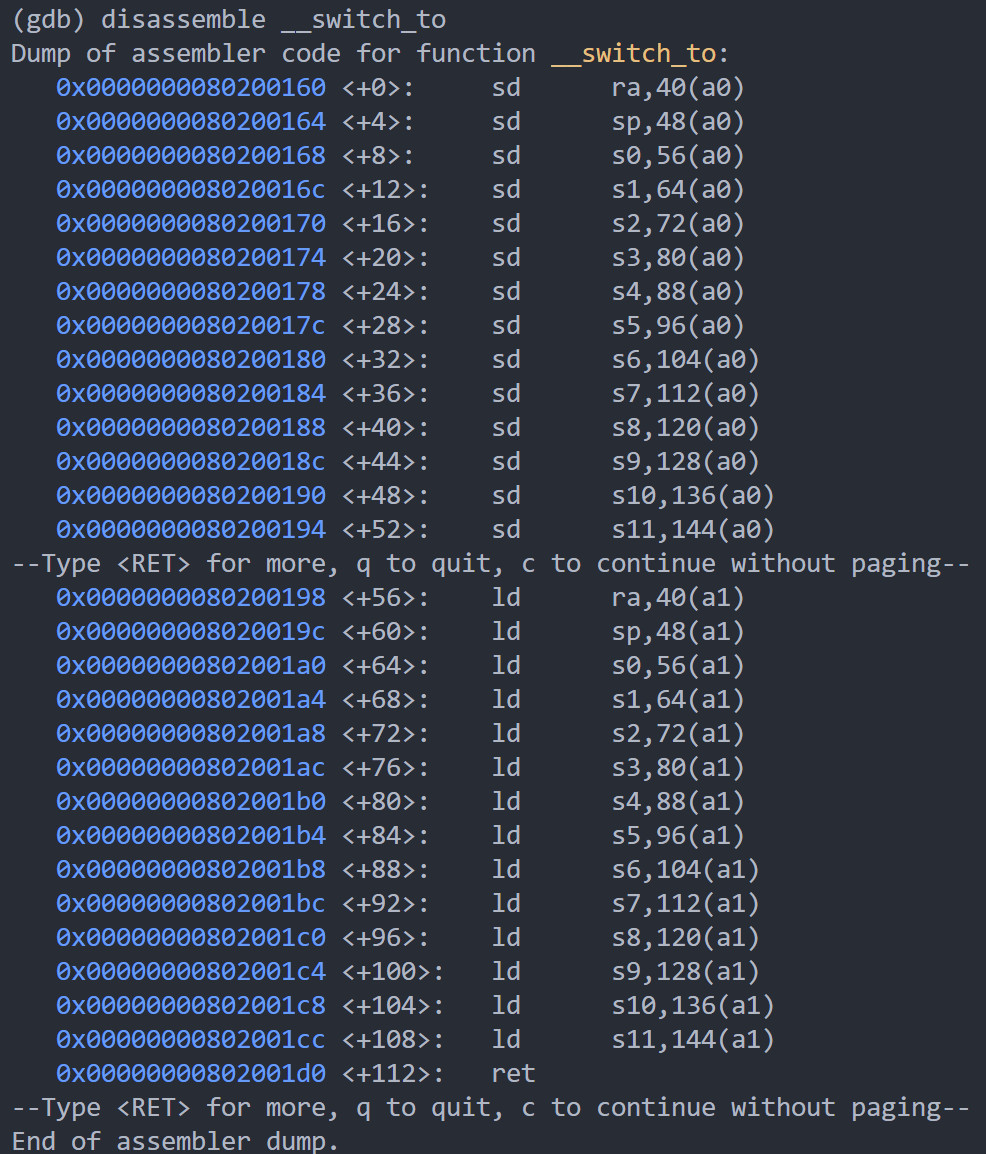 (gdb) disassemble __switch_to
Dump of assembler code for function __switch_to:
   0x0000000080200160 <+0>:     sd      ra,40(a0)
   0x0000000080200164 <+4>:     sd      sp,48(a0)
   0x0000000080200168 <+8>:     sd      s0,56(a0)
   0x000000008020016c <+12>:    sd      s1,64(a0)
   0x0000000080200170 <+16>:    sd      s2,72(a0)
   0x0000000080200174 <+20>:    sd      s3,80(a0)
   0x0000000080200178 <+24>:    sd      s4,88(a0)
   0x000000008020017c <+28>:    sd      s5,96(a0)
   0x0000000080200180 <+32>:    sd      s6,104(a0)
   0x0000000080200184 <+36>:    sd      s7,112(a0)
   0x0000000080200188 <+40>:    sd      s8,120(a0)
   0x000000008020018c <+44>:    sd      s9,128(a0)
   0x0000000080200190 <+48>:    sd      s10,136(a0)
   0x0000000080200194 <+52>:    sd      s11,144(a0)
--Type <RET> for more, q to quit, c to continue without paging--
   0x0000000080200198 <+56>:    ld      ra,40(a1)
   0x000000008020019c <+60>:    ld      sp,48(a1)
   0x00000000802001a0 <+64>:    ld      s0,56(a1)
   0x00000000802001a4 <+68>:    ld      s1,64(a1)
   0x00000000802001a8 <+72>:    ld      s2,72(a1)
   0x00000000802001ac <+76>:    ld      s3,80(a1)
   0x00000000802001b0 <+80>:    ld      s4,88(a1)
   0x00000000802001b4 <+84>:    ld      s5,96(a1)
   0x00000000802001b8 <+88>:    ld      s6,104(a1)
   0x00000000802001bc <+92>:    ld      s7,112(a1)
   0x00000000802001c0 <+96>:    ld      s8,120(a1)
   0x00000000802001c4 <+100>:   ld      s9,128(a1)
   0x00000000802001c8 <+104>:   ld      s10,136(a1)
   0x00000000802001cc <+108>:   ld      s11,144(a1)
   0x00000000802001d0 <+112>:   ret
--Type <RET> for more, q to quit, c to continue without paging--
End of assembler dump.